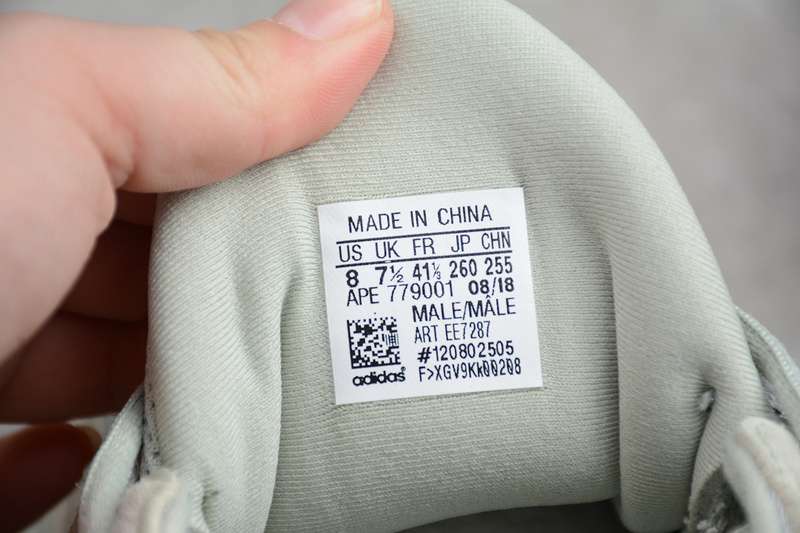 MADE IN CHINA
US UK FR JP CHN
8 7½ 41⅓ 260 255
APE 779001 08/18
MALE/MÂLE
ART EE7287
#120802505
F>XGV9Kk00208
adidas